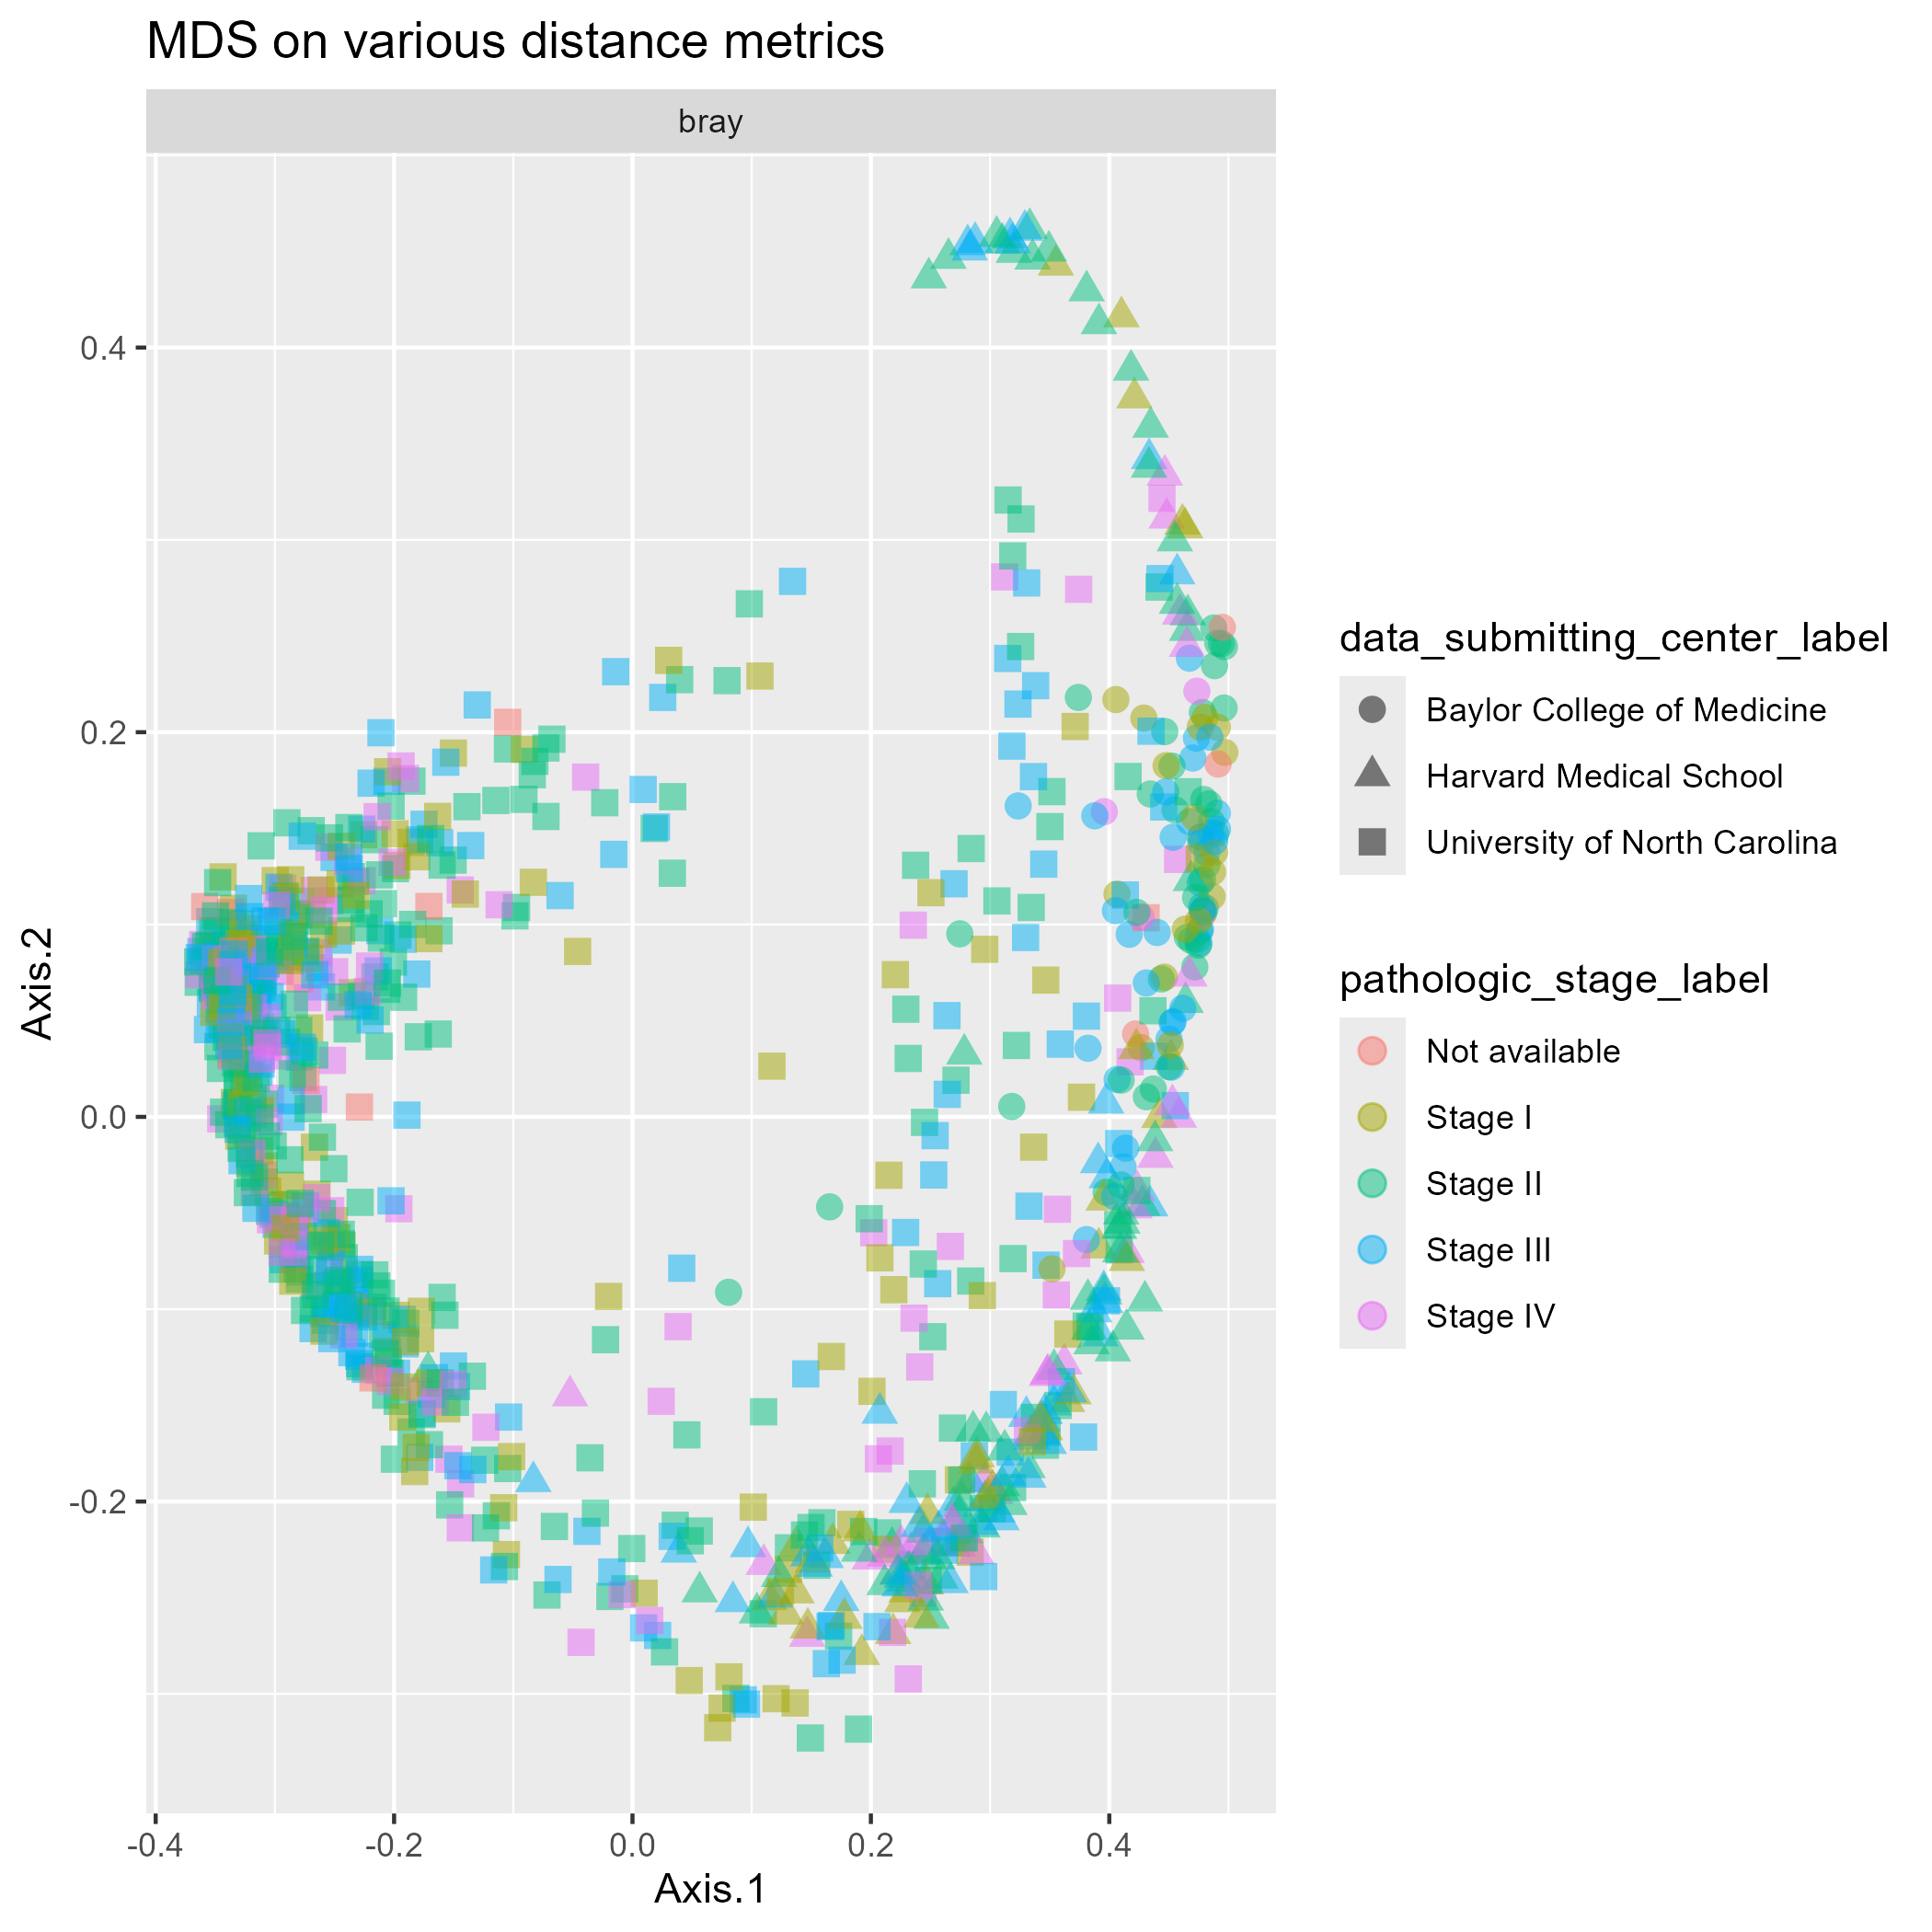 MDS on various distance metrics
bray
0.4
0.2
0.0
-0.2
Axis.2
-0.4
-0.2
0.0
0.2
0.4
Axis.1
data_submitting_center_label
Baylor College of Medicine
Harvard Medical School
University of North Carolina
pathologic_stage_label
Not available
Stage I
Stage II
Stage III
Stage IV